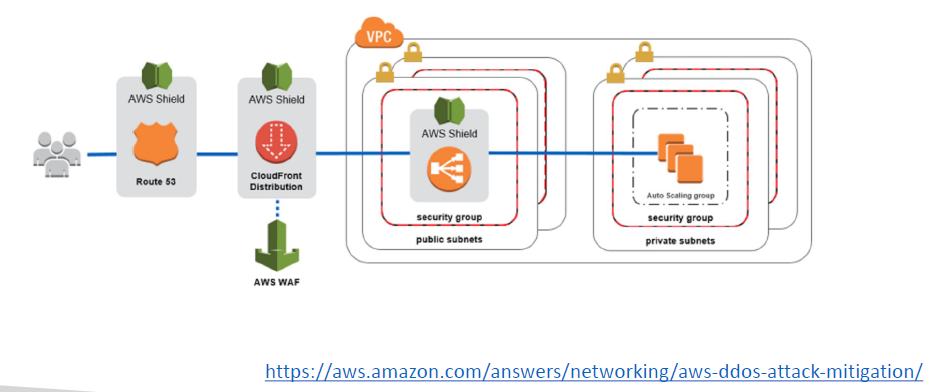 VPC
AWS Shield
Route 53
AWS Shield
CloudFront
Distribution
AWS WAF
AWS Shield
security group
public subnets
Auto Scaling group
security group
private subnets
https://aws.amazon.com/answers/networking/aws-ddos-attack-mitigation/